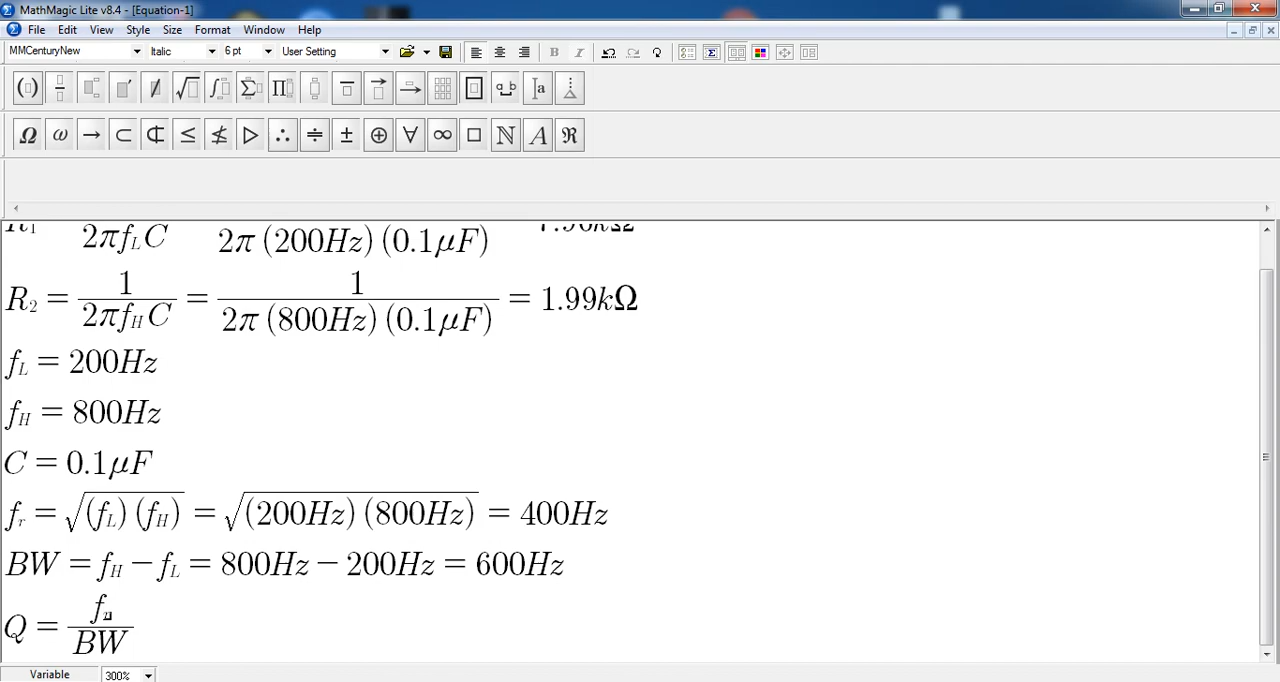 MathMagic Lite v8.4 - [Equation-1]
File Edit View Style Size Format Window Help
MMCenturyNew Italic 6 pt User Setting B I
Ω ω → ⊂ ⊄ ≤ ≰ ▷ ∴ ≑ ± ⊕ ∀ ∞ □ ℕ A ℜ
R₁ 2πf_L C 2π (200Hz) (0.1μF)
R₂ = 1 / (2πf_H C) = 1 / (2π (800Hz) (0.1μF)) = 1.99kΩ
f_L = 200Hz
f_H = 800Hz
C = 0.1μF
f_r = √((f_L) (f_H)) = √((200Hz) (800Hz)) = 400Hz
BW = f_H − f_L = 800Hz − 200Hz = 600Hz
Q = f / BW
Variable 300%